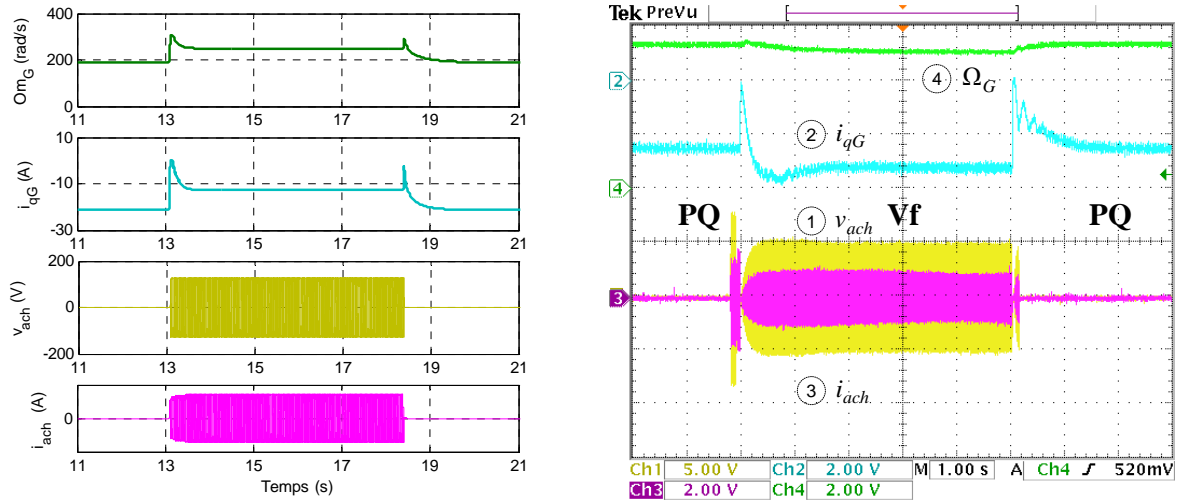 Om_G (rad/s)
400
200
0
11 13 15 17 19 21
i_qG (A)
10
-10
-30
11 13 15 17 19 21
v_ach (V)
200
0
-200
11 13 15 17 19 21
i_ach (A)
0
11 13 15 17 19 21
Temps (s)
Tek PreVu
2
4 Ω_G
2 i_qG
4
PQ 1 v_ach Vf PQ
3
3 i_ach
Ch1 5.00 V Ch2 2.00 V M 1.00 s A Ch4 520mV
Ch3 2.00 V Ch4 2.00 V